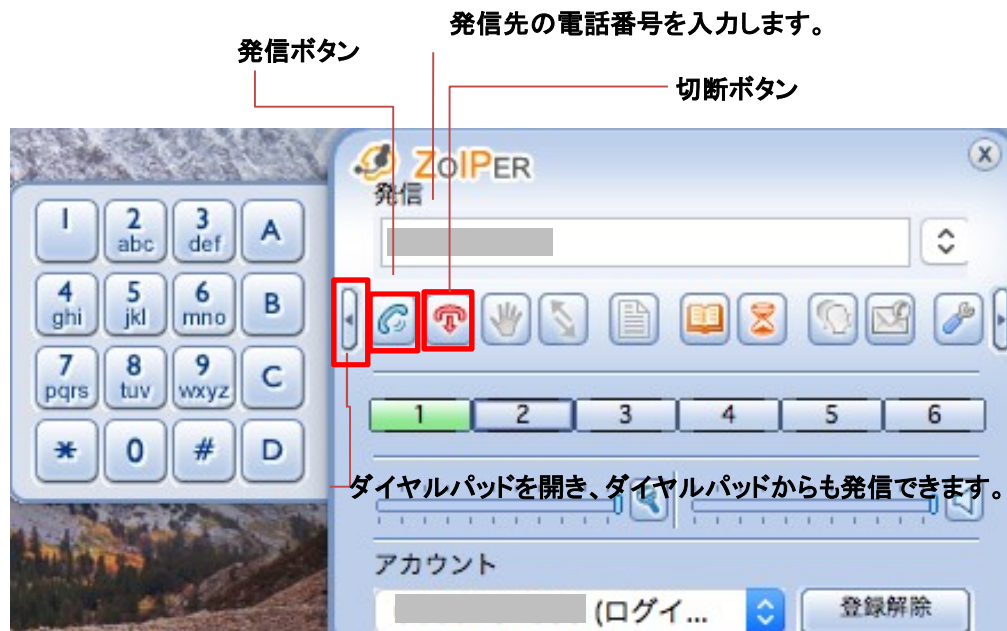 発信先の電話番号を入力します。
発信ボタン
切断ボタン
ZOIPER
X
発信
1
2 abc
3 def
A
4 ghi
5 jkl
6 mno
B
7 pqrs
8 tuv
9 wxyz
C
* 0 # D
1 2 3 4 5 6
ダイヤルパッドを開き、ダイヤルパッドからも発信できます。
アカウント
(ログイ...
登録解除